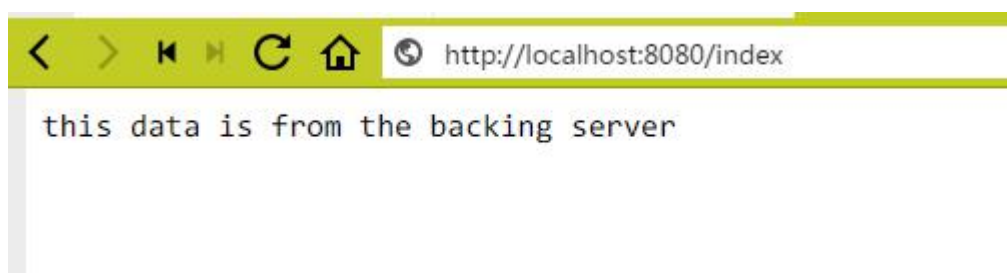 http://localhost:8080/index
this data is from the backing server